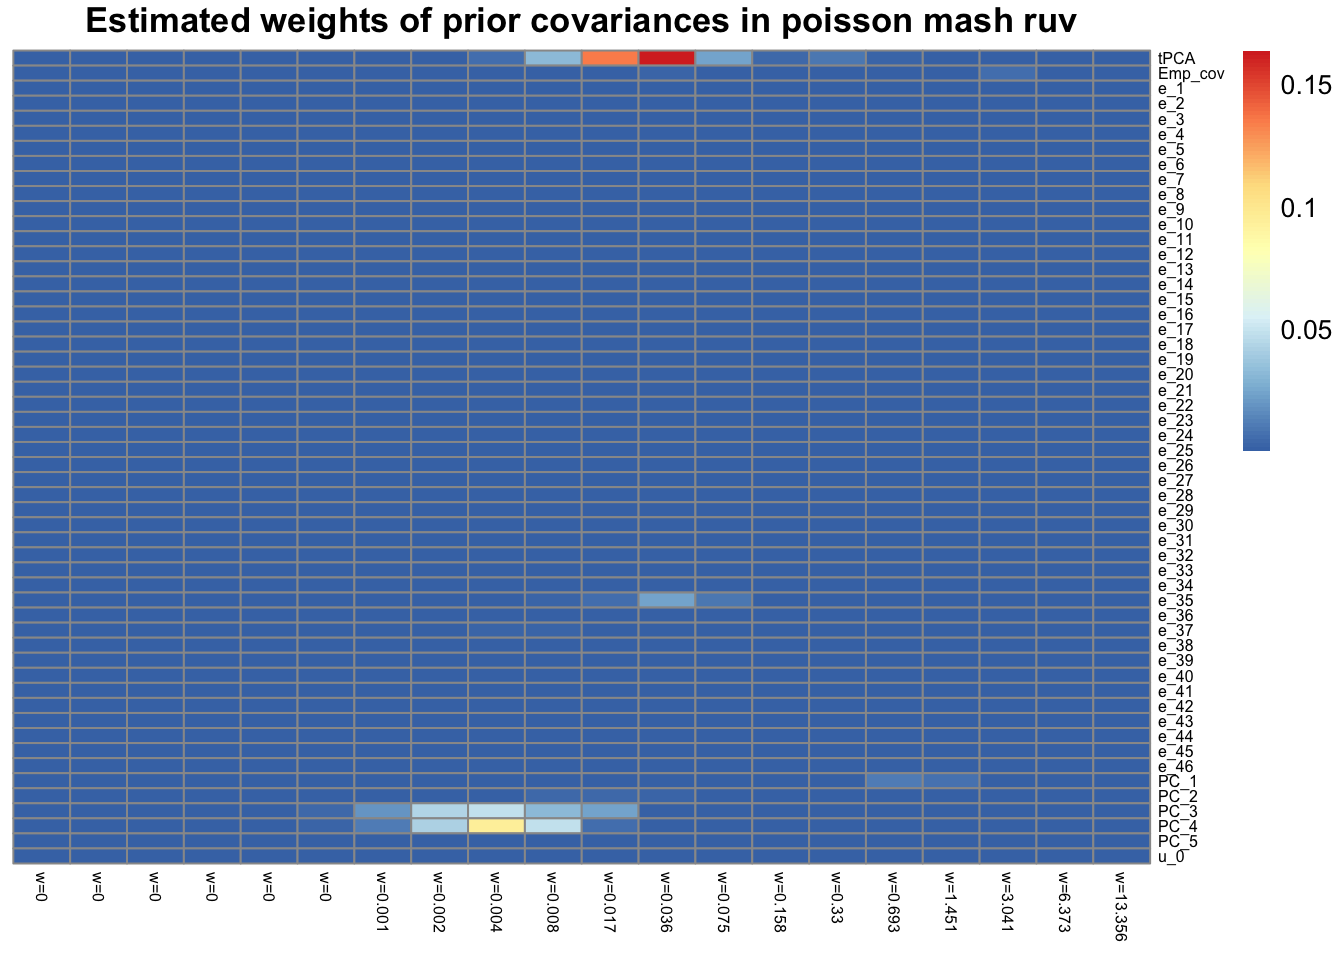 Estimated weights of prior covariances in poisson mash ruv
tPCA
Emp_cov
e_1
e_2
e_3
e_4
e_5
e_6
e_7
e_8
e_9
e_10
e_11
e_12
e_13
e_14
e_15
e_16
e_17
e_18
e_19
e_20
e_21
e_22
e_23
e_24
e_25
e_26
e_27
e_28
e_29
e_30
e_31
e_32
e_33
e_34
e_35
e_36
e_37
e_38
e_39
e_40
e_41
e_42
e_43
e_44
e_45
e_46
PC_1
PC_2
PC_3
PC_4
PC_5
u_0
w=0
w=0
w=0
w=0
w=0
w=0
w=0.001
w=0.002
w=0.004
w=0.008
w=0.017
w=0.036
w=0.075
w=0.158
w=0.33
w=0.693
w=1.451
w=3.041
w=6.373
w=13.356
0.15
0.1
0.05